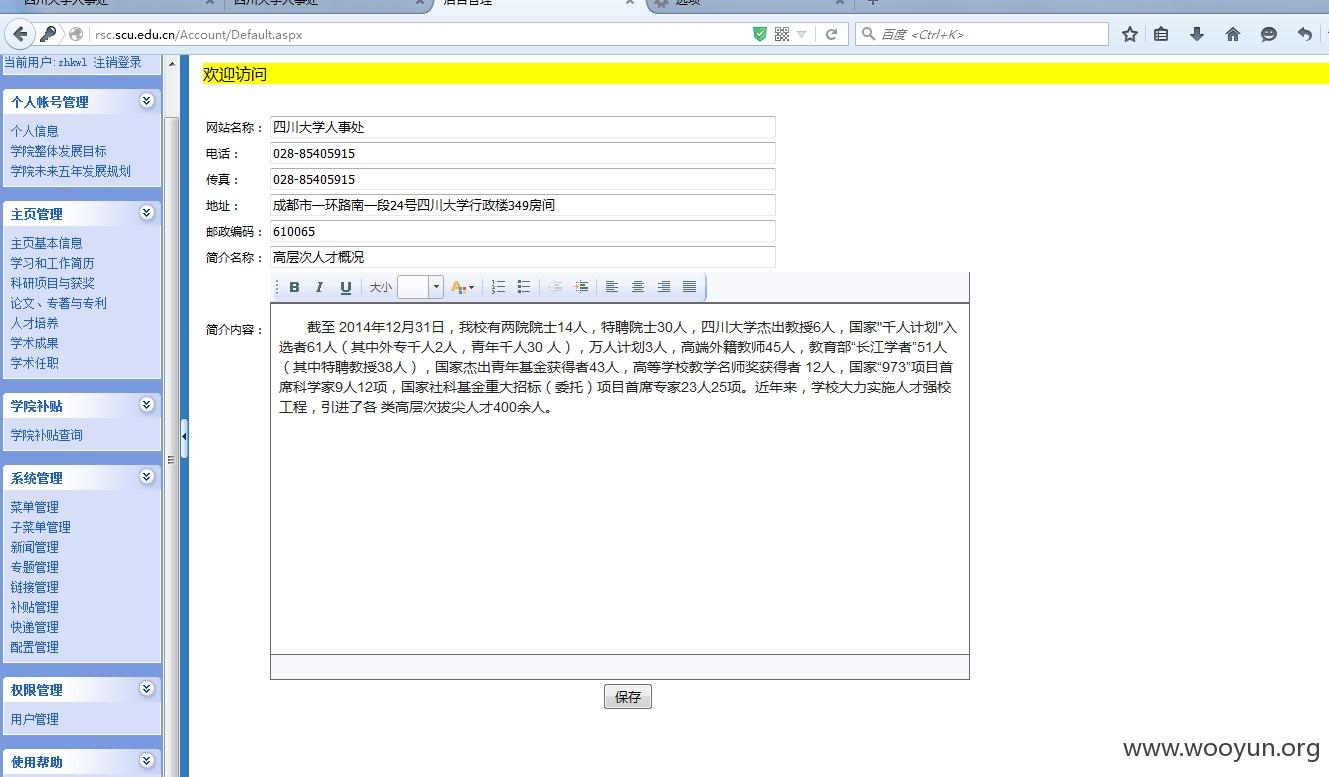 四川大学人事处
四川大学人事处
后台管理
选项
rsc.scu.edu.cn/Account/Default.aspx
百度 <Ctrl+K>
当前用户:zhkwl 注销登录
个人帐号管理
个人信息
学院整体发展目标
学院未来五年发展规划
主页管理
主页基本信息
学习和工作简历
科研项目与获奖
论文、专著与专利
人才培养
学术成果
学术任职
学院补贴
学院补贴查询
系统管理
菜单管理
子菜单管理
新闻管理
专题管理
链接管理
补贴管理
快递管理
配置管理
权限管理
用户管理
使用帮助
欢迎访问
网站名称： 四川大学人事处
电话： 028-85405915
传真： 028-85405915
地址： 成都市一环路南一段24号四川大学行政楼349房间
邮政编码： 610065
简介名称： 高层次人才概况
B I U 大小 A
简介内容：
截至 2014年12月31日，我校有两院院士14人，特聘院士30人，四川大学杰出教授6人，国家"千人计划"入
选者61人（其中外专千人2人，青年千人30 人），万人计划3人，高端外籍教师45人，教育部“长江学者”51人
（其中特聘教授38人），国家杰出青年基金获得者43人，高等学校教学名师奖获得者 12人，国家“973”项目首
席科学家9人12项，国家社科基金重大招标（委托）项目首席专家23人25项。近年来，学校大力实施人才强校
工程，引进了各 类高层次拔尖人才400余人。
保存
www.wooyun.org